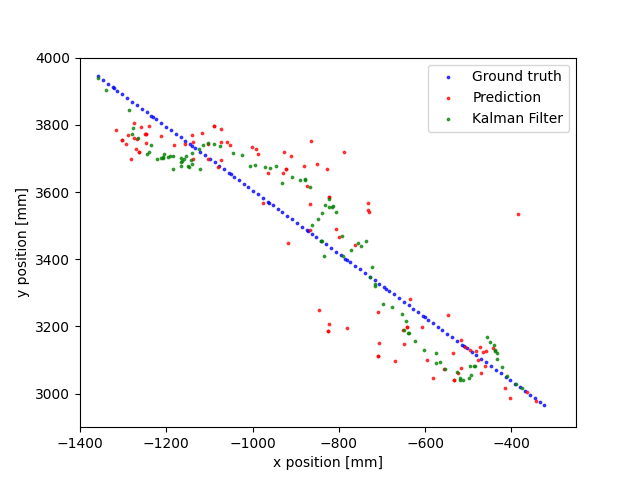 4000
3800
3600
3400
3200
3000
y position [mm]
Ground truth
Prediction
Kalman Filter
−1400 −1200 −1000 −800 −600 −400
x position [mm]